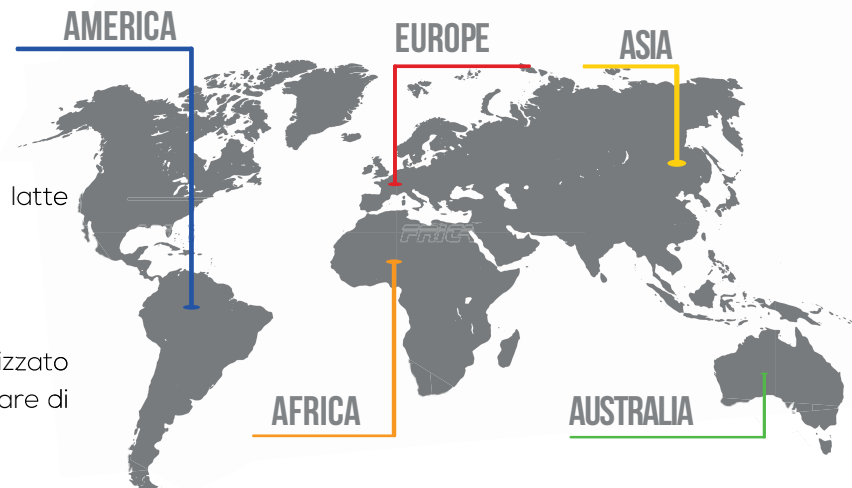 AMERICA
EUROPE
ASIA
latte
izzato
are di
AFRICA
AUSTRALIA